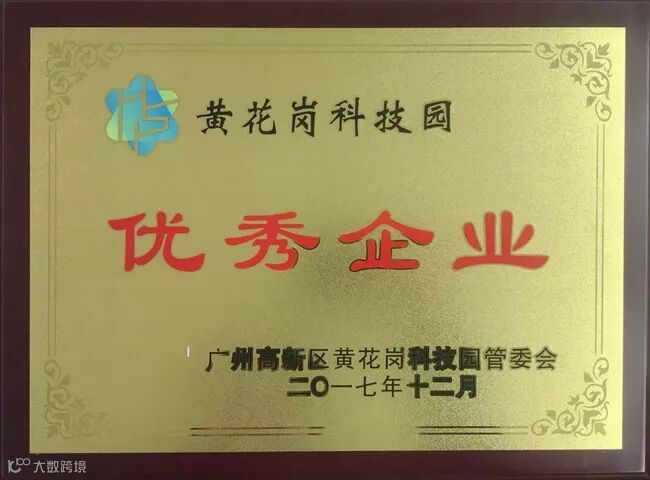 黄花岗科技园
优秀企业
广州高新区黄花岗科技园管委会
二〇一七年十二月
大数跨境